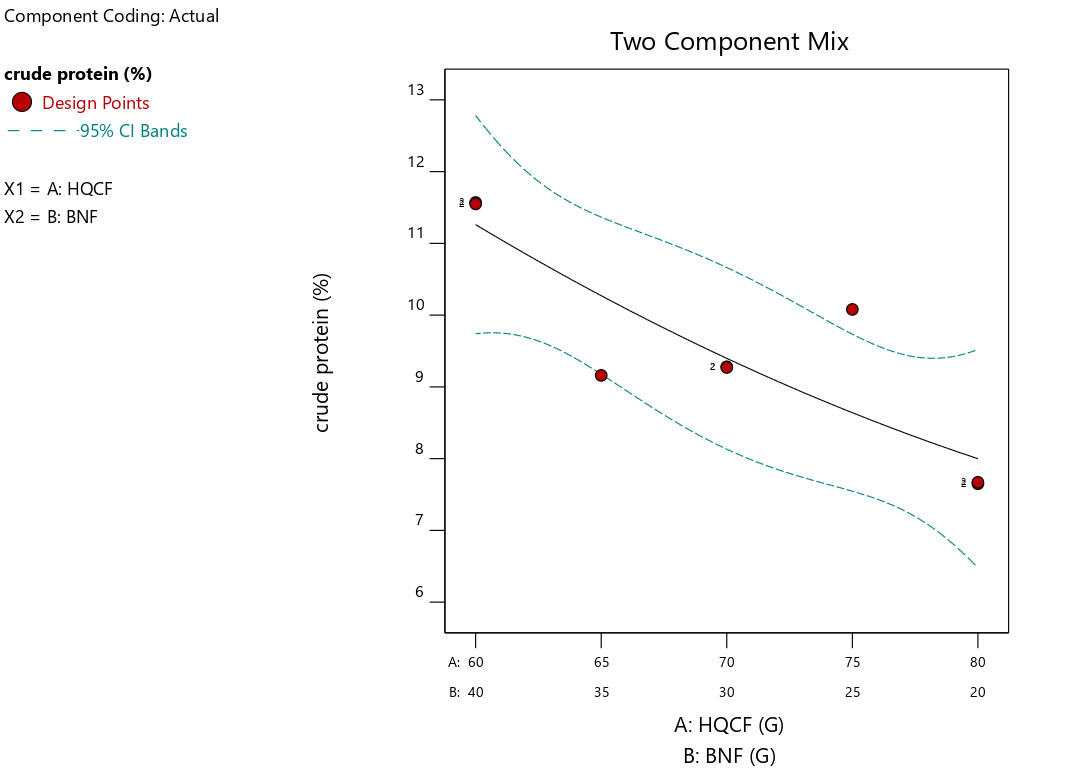 Component Coding: Actual
crude protein (%)
Design Points
95% CI Bands
X1 = A: HQCF
X2 = B: BNF
Two Component Mix
crude protein (%)
13
12
11
10
9
8
7
6
2
A: 60 65 70 75 80
B: 40 35 30 25 20
A: HQCF (G)
B: BNF (G)